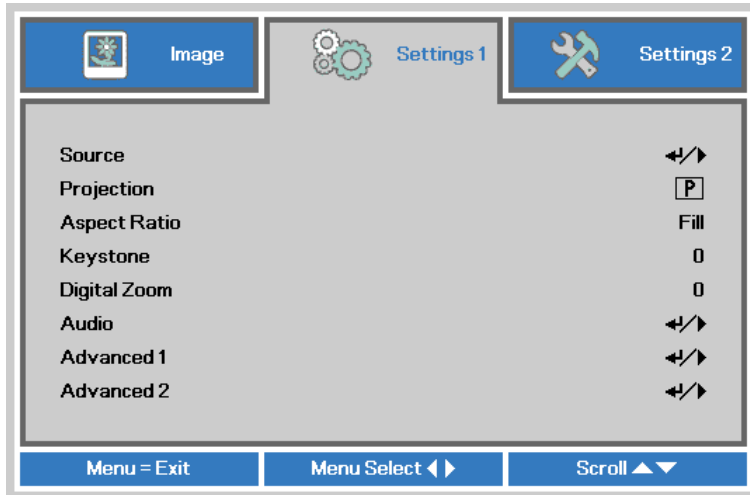 Image Settings 1 Settings 2
Source ↵/▶
Projection P
Aspect Ratio Fill
Keystone 0
Digital Zoom 0
Audio ↵/▶
Advanced 1 ↵/▶
Advanced 2 ↵/▶
Menu = Exit Menu Select ◀▶ Scroll ▲▼